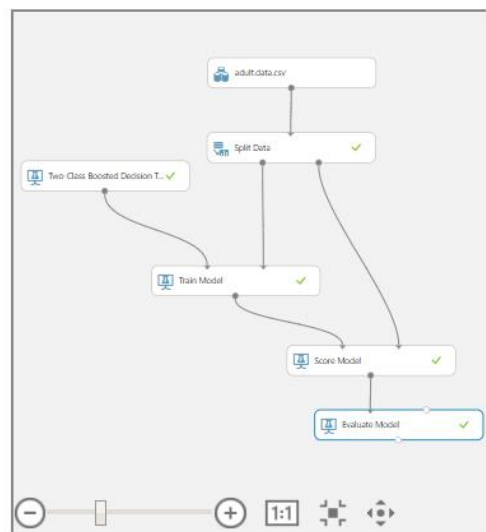 adult.data.csv
Split Data
Two-Class Boosted Decision T...
Train Model
Score Model
Evaluate Model
1:1